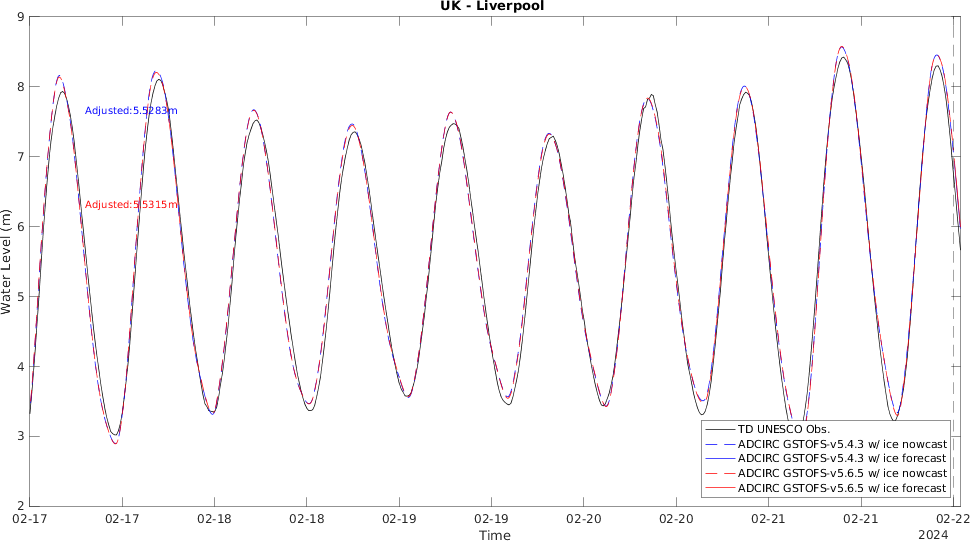 UK - Liverpool
9
8
7
6
5
4
3
2
Water Level (m)
Adjusted:5.5283m
Adjusted:5.5315m
TD UNESCO Obs.
ADCIRC GSTOFS-v5.4.3 w/ ice nowcast
ADCIRC GSTOFS-v5.4.3 w/ ice forecast
ADCIRC GSTOFS-v5.6.5 w/ ice nowcast
ADCIRC GSTOFS-v5.6.5 w/ ice forecast
02-17 02-17 02-18 02-18 02-19 02-19 02-20 02-20 02-21 02-21 02-22
Time
2024